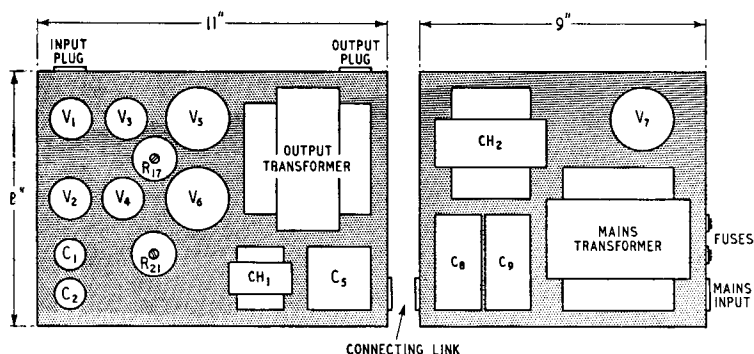 11"
9"
INPUT PLUG
OUTPUT PLUG
8"
V1
V3
V5
R17
OUTPUT TRANSFORMER
V2
V4
V6
C1
R21
C2
CH1
C5
CH2
V7
C8
C9
MAINS TRANSFORMER
FUSES
MAINS INPUT
CONNECTING LINK